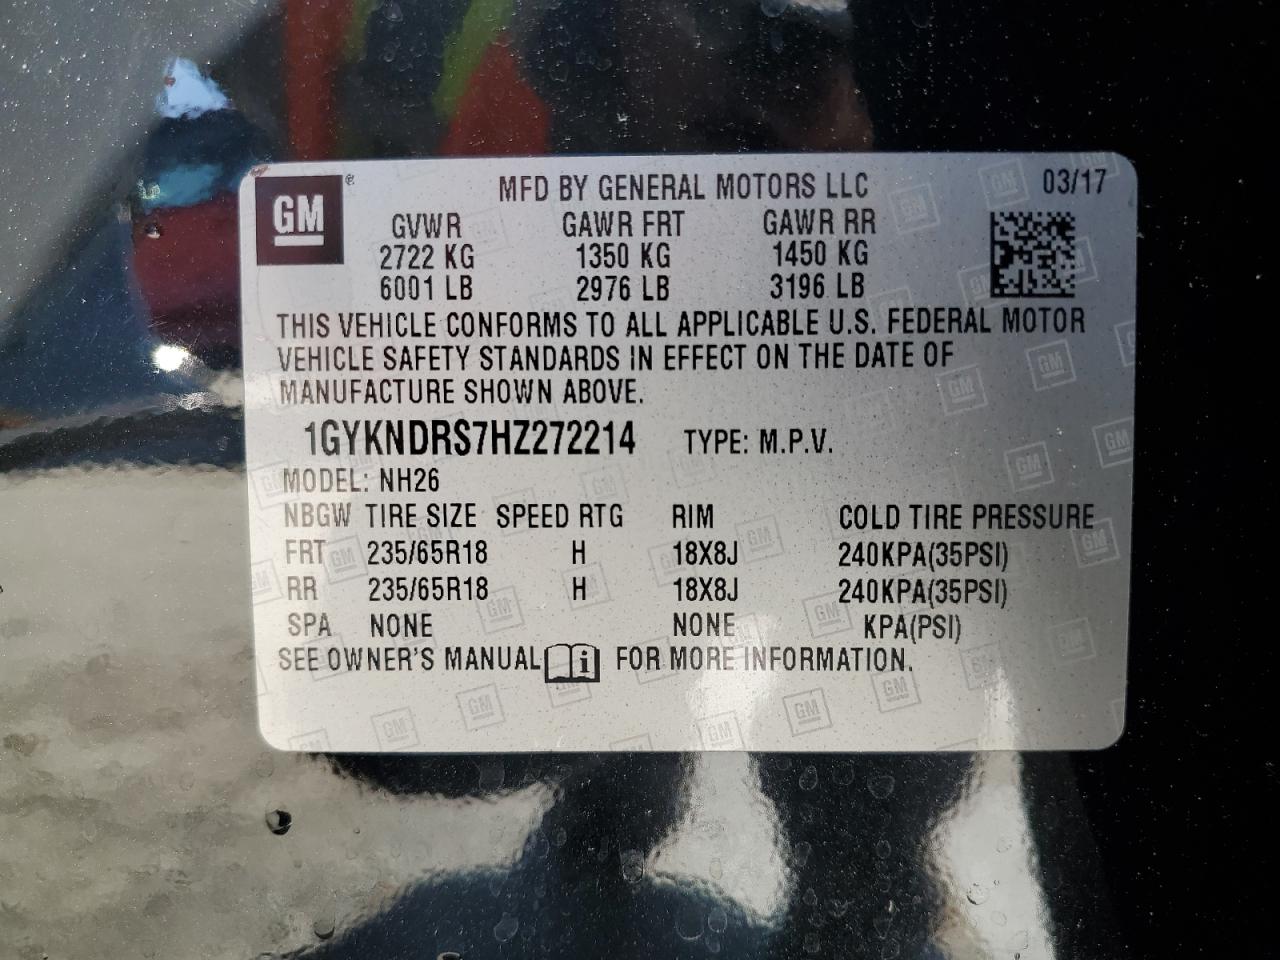 GM®
MFD BY GENERAL MOTORS LLC 03/17
GVWR GAWR FRT GAWR RR
2722 KG 1350 KG 1450 KG
6001 LB 2976 LB 3196 LB
THIS VEHICLE CONFORMS TO ALL APPLICABLE U.S. FEDERAL MOTOR
VEHICLE SAFETY STANDARDS IN EFFECT ON THE DATE OF
MANUFACTURE SHOWN ABOVE.
1GYKNDRS7HZ272214 TYPE: M.P.V.
MODEL: NH26
NBGW TIRE SIZE SPEED RTG RIM COLD TIRE PRESSURE
FRT 235/65R18 H 18X8J 240KPA(35PSI)
RR 235/65R18 H 18X8J 240KPA(35PSI)
SPA NONE NONE KPA(PSI)
SEE OWNER'S MANUAL i FOR MORE INFORMATION.